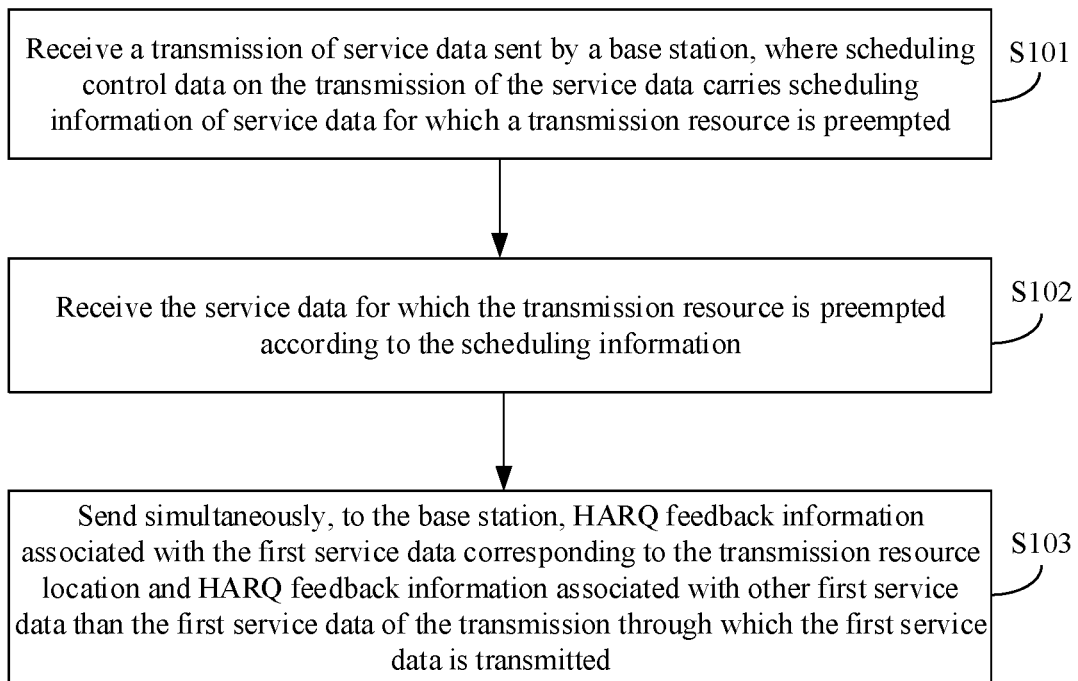 Receive a transmission of service data sent by a base station, where scheduling
control data on the transmission of the service data carries scheduling
information of service data for which a transmission resource is preempted
S101
Receive the service data for which the transmission resource is preempted
according to the scheduling information
S102
Send simultaneously, to the base station, HARQ feedback information
associated with the first service data corresponding to the transmission resource
location and HARQ feedback information associated with other first service
data than the first service data of the transmission through which the first service
data is transmitted
S103